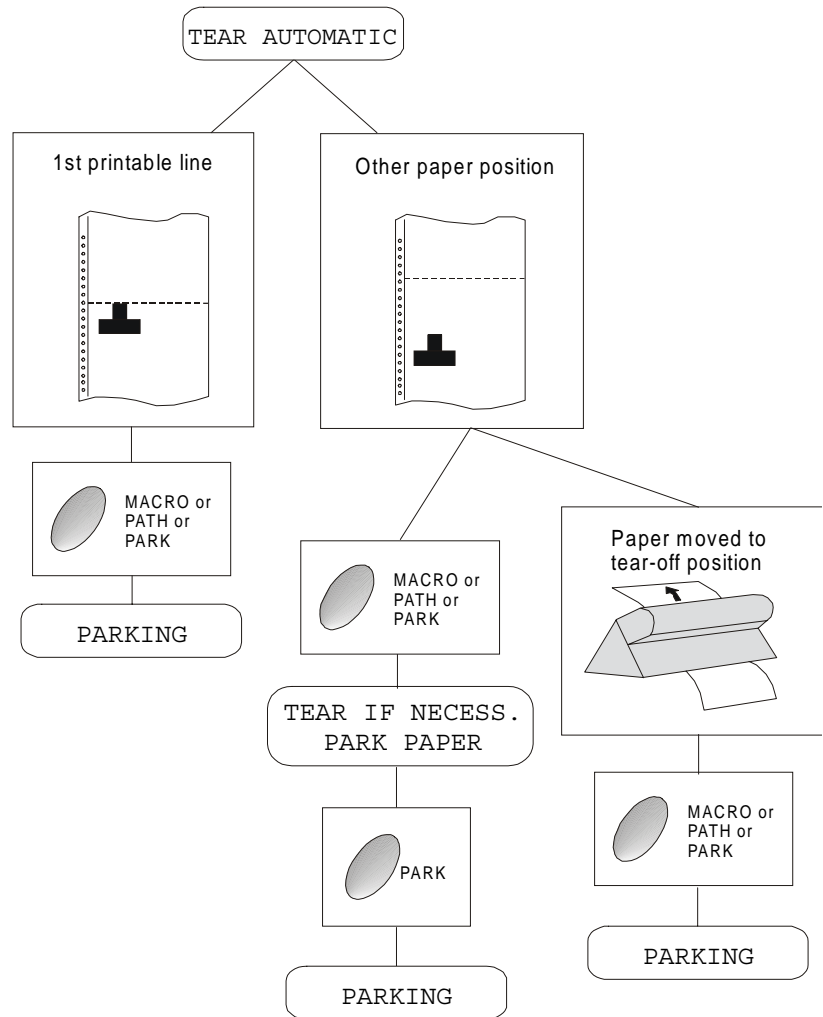 TEAR AUTOMATIC
1st printable line
Other paper position
MACRO or
PATH or
PARK
PARKING
MACRO or
PATH or
PARK
TEAR IF NECESS.
PARK PAPER
PARK
PARKING
Paper moved to
tear-off position
MACRO or
PATH or
PARK
PARKING